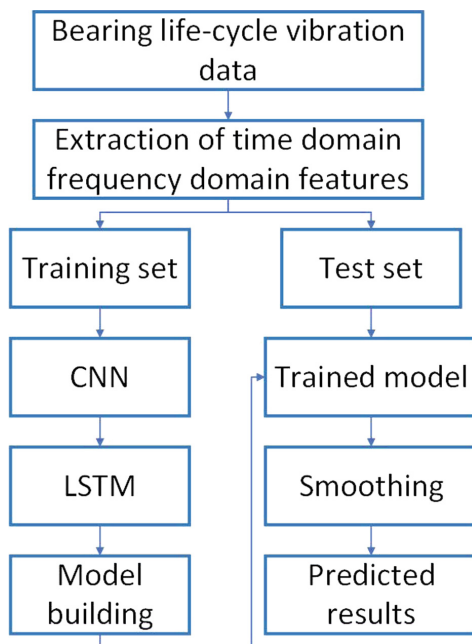 Bearing life-cycle vibration
data
Extraction of time domain
frequency domain features
Training set
Test set
CNN
Trained model
LSTM
Smoothing
Model
building
Predicted
results